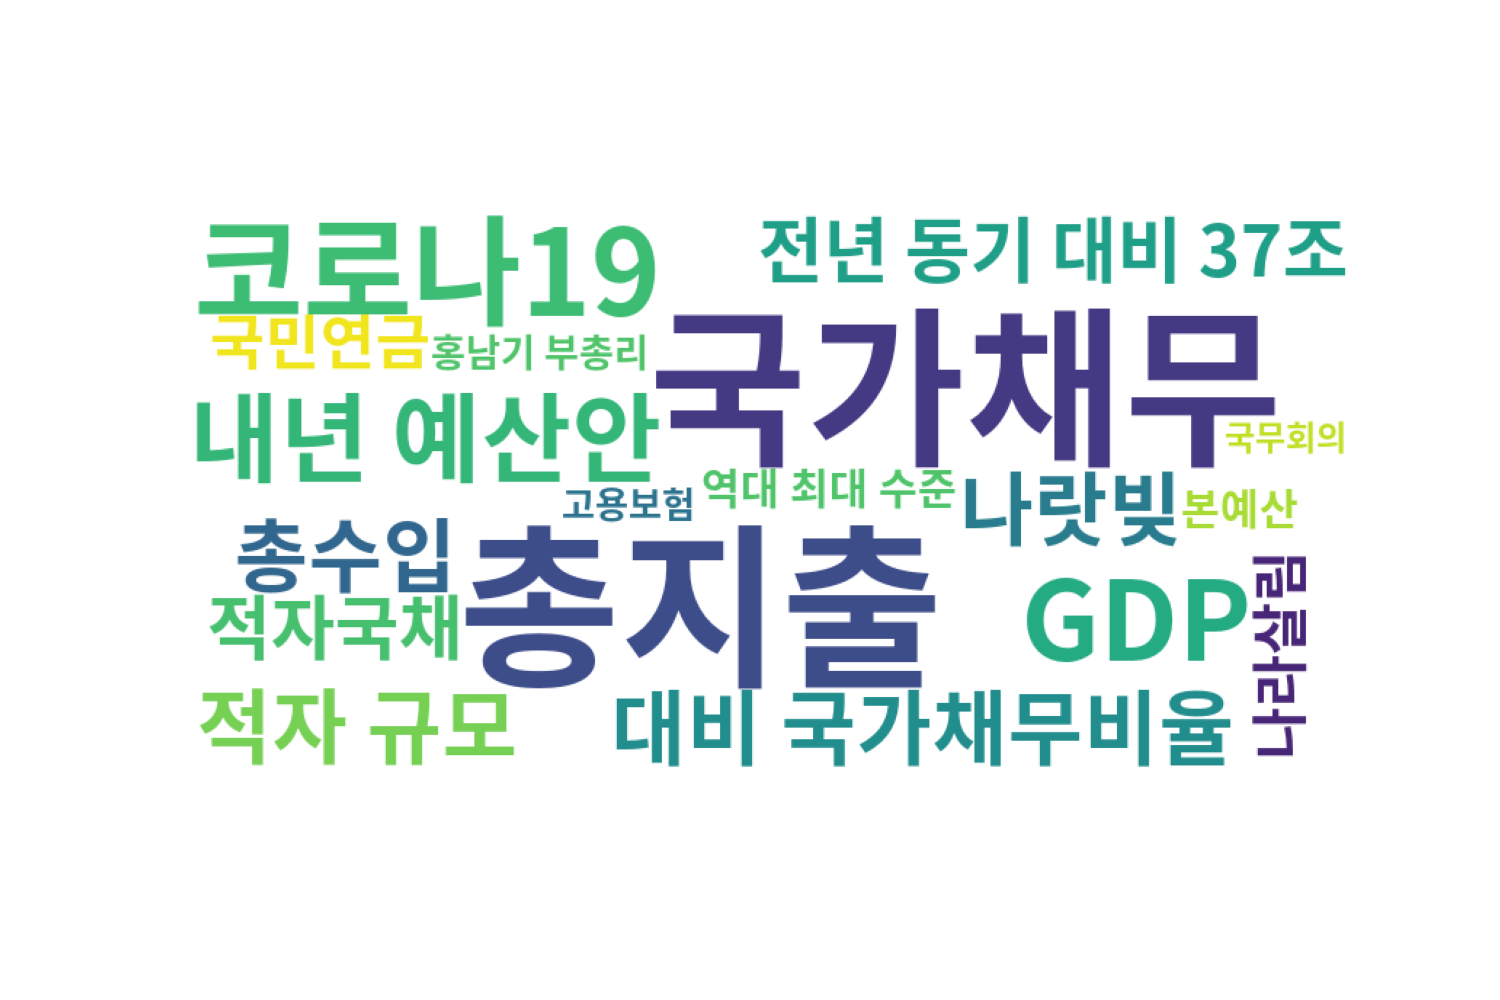 코로나19
전년 동기 대비 37조
국민연금
홍남기 부총리
국가채무
내년 예산안
국무회의
역대 최대 수준
고용보험
나랏빚
본예산
총수입
총지출
적자국채
GDP
나라살림
적자 규모
대비 국가채무비율